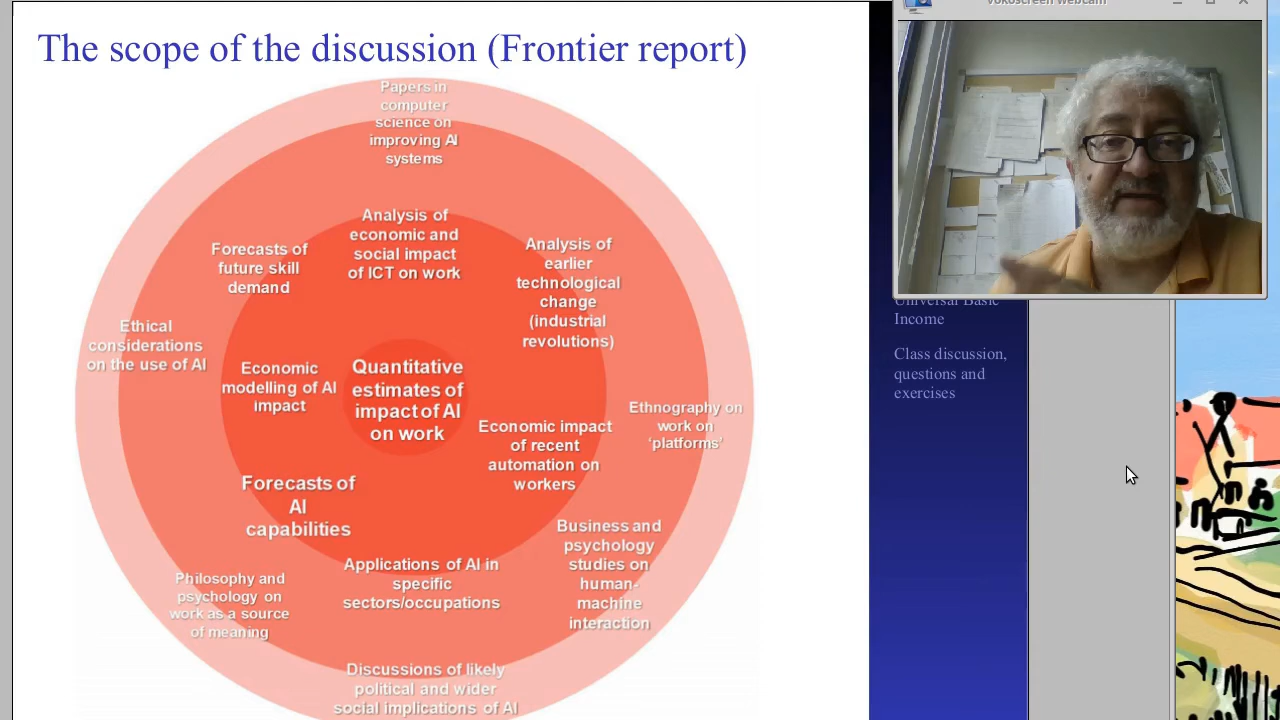 The scope of the discussion (Frontier report)
Papers in
computer
science on
improving AI
systems
Analysis of
economic and
social impact
of ICT on work
Forecasts of
future skill
demand
Analysis of
earlier
technological
change
(industrial
revolutions)
Ethical
considerations
on the use of AI
Economic
modelling of AI
impact
Quantitative
estimates of
impact of AI
on work
Economic impact
of recent
automation on
workers
Ethnography on
work on
‘platforms’
Forecasts of
AI
capabilities
Business and
psychology
studies on
human-
machine
interaction
Applications of AI in
specific
sectors/occupations
Philosophy and
psychology on
work as a source
of meaning
Discussions of likely
political and wider
social implications of AI
vokoscreen webcam
Universal Basic
Income
Class discussion,
questions and
exercises